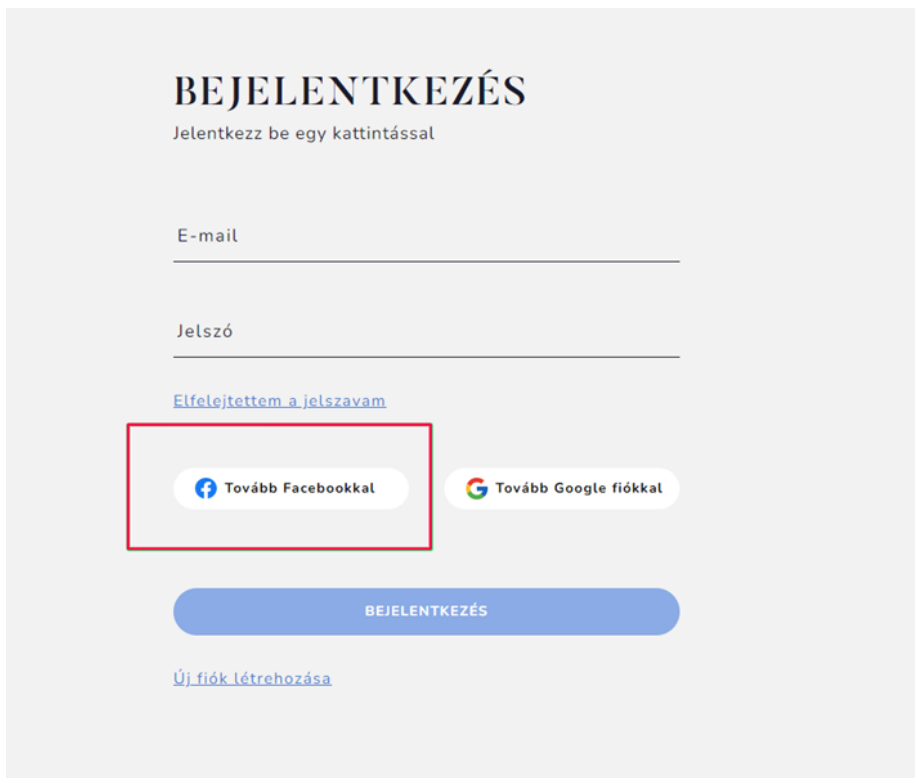 BEJELENTKEZÉS
Jelentkezz be egy kattintással
E-mail
Jelszó
Elfelejtettem a jelszavam
Tovább Facebookkal
Tovább Google fiókkal
BEJELENTKEZÉS
Új fiók létrehozása